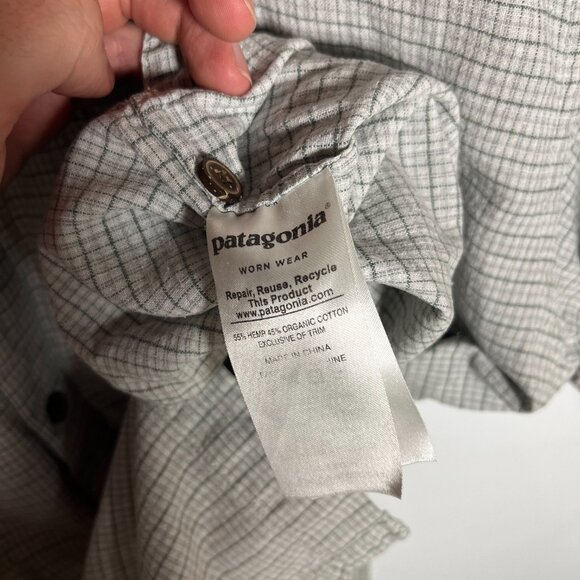 patagonia®
WORN WEAR
Repair, Reuse, Recycle
This Product
www.patagonia.com
55% HEMP 45% ORGANIC COTTON
EXCLUSIVE OF TRIM
MADE IN CHINA